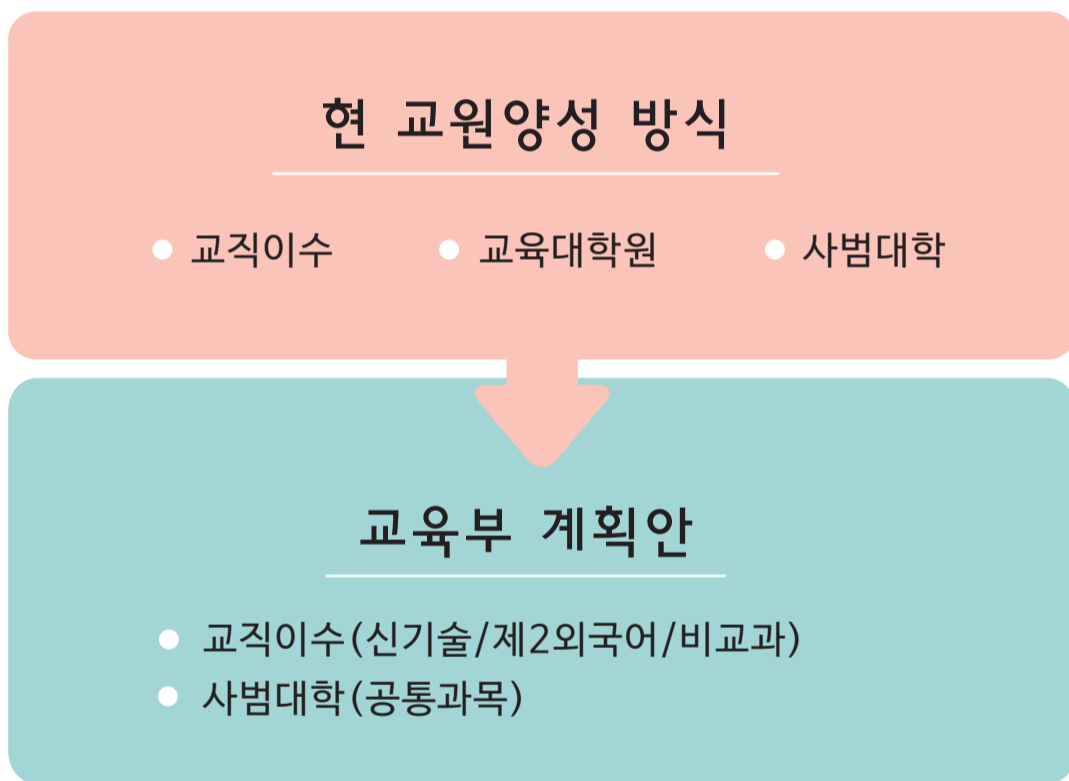 현 교원양성 방식
교직이수 교육대학원 사범대학
교육부 계획안
교직이수(신기술/제2외국어/비교과)
사범대학(공통과목)